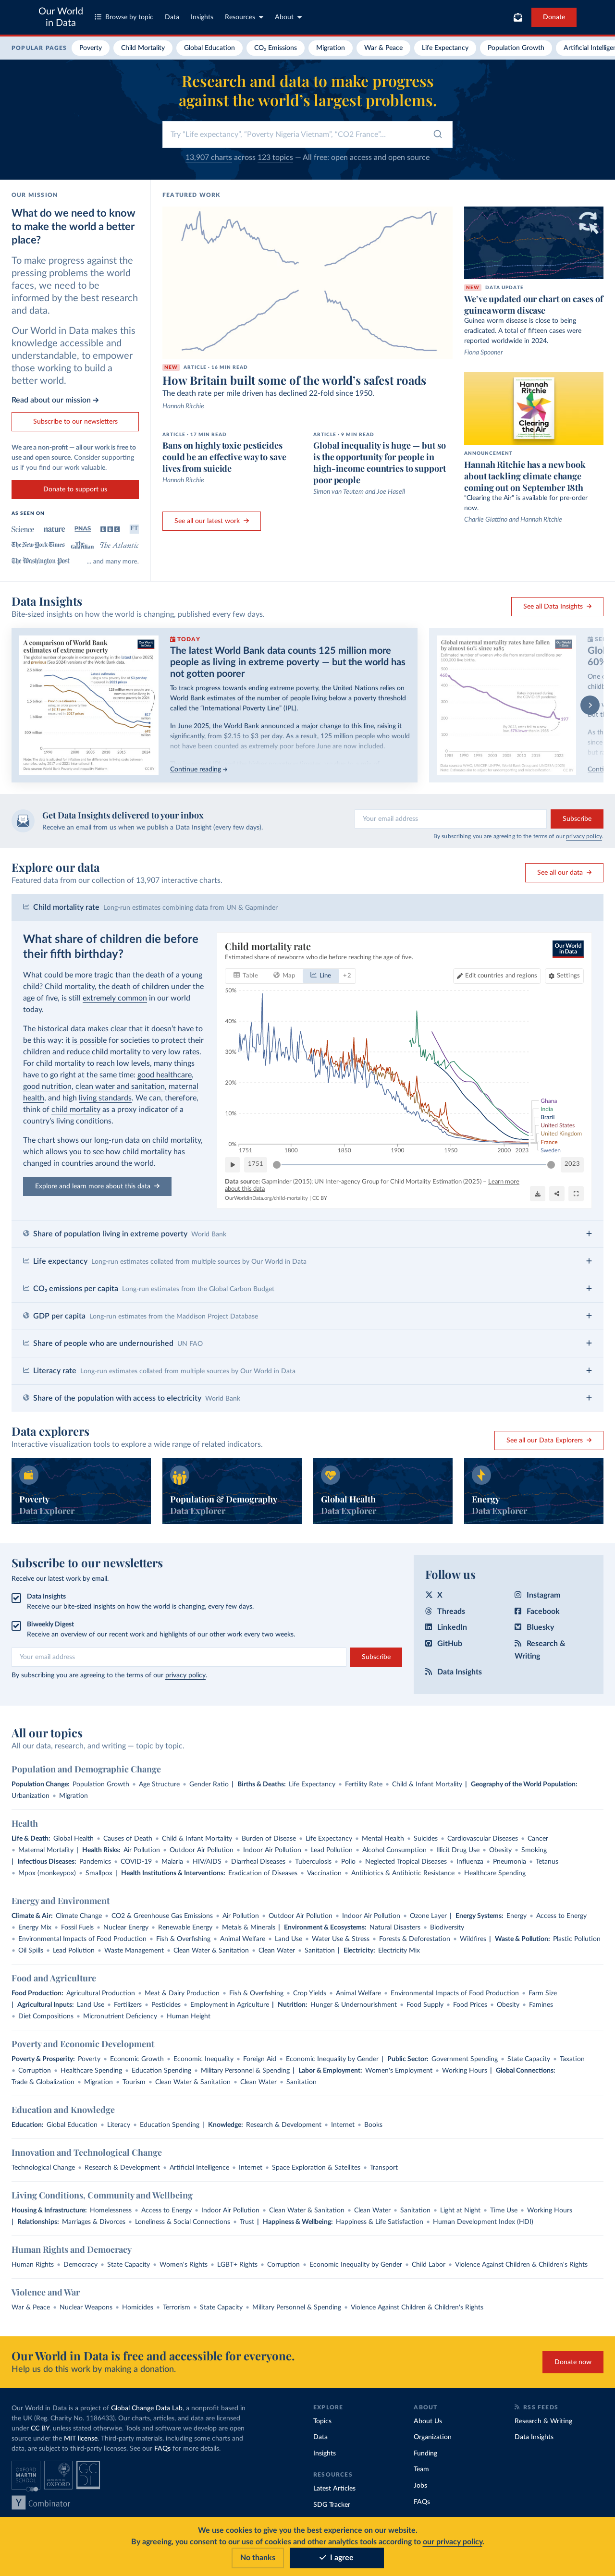 Our World
in Data
Browse by topic
Data
Insights
Resources
About
Donate
POPULAR PAGES
Poverty
Child Mortality
Global Education
CO₂ Emissions
Migration
War & Peace
Life Expectancy
Population Growth
Artificial Intelligen
Research and data to make progress
against the world’s largest problems.
Try "Life expectancy", "Poverty Nigeria Vietnam", "CO2 France"...
13,907 charts across 123 topics — All free: open access and open source
OUR MISSION
What do we need to know
to make the world a better
place?
To make progress against the
pressing problems the world
faces, we need to be
informed by the best research
and data.
Our World in Data makes this
knowledge accessible and
understandable, to empower
those working to build a
better world.
Read about our mission →
Subscribe to our newsletters
We are a non-profit — all our work is free to
use and open source. Consider supporting
us if you find our work valuable.
Donate to support us
AS SEEN ON
Science
nature
PNAS
BBC
FT
The New York Times
The Guardian
The Atlantic
The Washington Post
... and many more.
FEATURED WORK
NEW ARTICLE • 16 MIN READ
How Britain built some of the world’s safest roads
The death rate per mile driven has declined 22-fold since 1950.
Hannah Ritchie
ARTICLE • 17 MIN READ
Bans on highly toxic pesticides
could be an effective way to save
lives from suicide
Hannah Ritchie
ARTICLE • 9 MIN READ
Global inequality is huge — but so
is the opportunity for people in
high-income countries to support
poor people
Simon van Teutem and Joe Hasell
See all our latest work →
NEW DATA UPDATE
We’ve updated our chart on cases of
guinea worm disease
Guinea worm disease is close to being
eradicated. A total of fifteen cases were
reported worldwide in 2024.
Fiona Spooner
Hannah
Ritchie
Clearing
the Air
ANNOUNCEMENT
Hannah Ritchie has a new book
about tackling climate change
coming out on September 18th
“Clearing the Air” is available for pre-order
now.
Charlie Giattino and Hannah Ritchie
Data Insights
Bite-sized insights on how the world is changing, published every few days.
See all Data Insights →
A comparison of World Bank
estimates of extreme poverty
TODAY
The latest World Bank data counts 125 million more
people as living in extreme poverty — but the world has
not gotten poorer
To track progress towards ending extreme poverty, the United Nations relies on
World Bank estimates of the number of people living below a poverty threshold
called the “International Poverty Line” (IPL).
In June 2025, the World Bank announced a major change to this line, raising it
significantly, from $2.15 to $3 per day. As a result, 125 million people who would
not have been counted as extremely poor before June are now included.
Continue reading →
Global maternal mortality rates have fallen
by almost 60% since 1985
Get Data Insights delivered to your inbox
Receive an email from us when we publish a Data Insight (every few days).
Your email address
Subscribe
By subscribing you are agreeing to the terms of our privacy policy.
Explore our data
Featured data from our collection of 13,907 interactive charts.
See all our data →
Child mortality rate Long-run estimates combining data from UN & Gapminder
What share of children die before
their fifth birthday?
What could be more tragic than the death of a young
child? Child mortality, the death of children under the
age of five, is still extremely common in our world
today.
The historical data makes clear that it doesn’t have to
be this way: it is possible for societies to protect their
children and reduce child mortality to very low rates.
For child mortality to reach low levels, many things
have to go right at the same time: good healthcare,
good nutrition, clean water and sanitation, maternal
health, and high living standards. We can, therefore,
think of child mortality as a proxy indicator of a
country’s living conditions.
The chart shows our long-run data on child mortality,
which allows you to see how child mortality has
changed in countries around the world.
Explore and learn more about this data →
Child mortality rate
Estimated share of newborns who die before reaching the age of five.
Our World
in Data
Table
Map
Line
+2
Edit countries and regions
Settings
50%
40%
30%
20%
10%
0%
1751
1800
1850
1900
1950
2000
2023
Ghana
India
Brazil
United States
United Kingdom
France
Sweden
1751
2023
Data source: Gapminder (2015); UN Inter-agency Group for Child Mortality Estimation (2025) – Learn more
about this data
OurWorldinData.org/child-mortality | CC BY
Share of population living in extreme poverty World Bank
Life expectancy Long-run estimates collated from multiple sources by Our World in Data
CO₂ emissions per capita Long-run estimates from the Global Carbon Budget
GDP per capita Long-run estimates from the Maddison Project Database
Share of people who are undernourished UN FAO
Literacy rate Long-run estimates collated from multiple sources by Our World in Data
Share of the population with access to electricity World Bank
Data explorers
Interactive visualization tools to explore a wide range of related indicators.
See all our Data Explorers →
Poverty
Data Explorer
Population & Demography
Data Explorer
Global Health
Data Explorer
Energy
Data Explorer
Subscribe to our newsletters
Receive our latest work by email.
Data Insights
Receive our bite-sized insights on how the world is changing, every few days.
Biweekly Digest
Receive an overview of our recent work and highlights of our other work every two weeks.
Your email address
Subscribe
By subscribing you are agreeing to the terms of our privacy policy.
Follow us
X
Threads
LinkedIn
GitHub
Data Insights
Instagram
Facebook
Bluesky
Research &
Writing
All our topics
All our data, research, and writing — topic by topic.
Population and Demographic Change
Population Change: Population Growth • Age Structure • Gender Ratio | Births & Deaths: Life Expectancy • Fertility Rate • Child & Infant Mortality | Geography of the World Population:
Urbanization • Migration
Health
Life & Death: Global Health • Causes of Death • Child & Infant Mortality • Burden of Disease • Life Expectancy • Mental Health • Suicides • Cardiovascular Diseases • Cancer
• Maternal Mortality | Health Risks: Air Pollution • Outdoor Air Pollution • Indoor Air Pollution • Lead Pollution • Alcohol Consumption • Illicit Drug Use • Obesity • Smoking
| Infectious Diseases: Pandemics • COVID-19 • Malaria • HIV/AIDS • Diarrheal Diseases • Tuberculosis • Polio • Neglected Tropical Diseases • Influenza • Pneumonia • Tetanus
• Mpox (monkeypox) • Smallpox | Health Institutions & Interventions: Eradication of Diseases • Vaccination • Antibiotics & Antibiotic Resistance • Healthcare Spending
Energy and Environment
Climate & Air: Climate Change • CO2 & Greenhouse Gas Emissions • Air Pollution • Outdoor Air Pollution • Indoor Air Pollution • Ozone Layer | Energy Systems: Energy • Access to Energy
• Energy Mix • Fossil Fuels • Nuclear Energy • Renewable Energy • Metals & Minerals | Environment & Ecosystems: Natural Disasters • Biodiversity
• Environmental Impacts of Food Production • Fish & Overfishing • Animal Welfare • Land Use • Water Use & Stress • Forests & Deforestation • Wildfires | Waste & Pollution: Plastic Pollution
• Oil Spills • Lead Pollution • Waste Management • Clean Water & Sanitation • Clean Water • Sanitation | Electricity: Electricity Mix
Food and Agriculture
Food Production: Agricultural Production • Meat & Dairy Production • Fish & Overfishing • Crop Yields • Animal Welfare • Environmental Impacts of Food Production • Farm Size
| Agricultural Inputs: Land Use • Fertilizers • Pesticides • Employment in Agriculture | Nutrition: Hunger & Undernourishment • Food Supply • Food Prices • Obesity • Famines
• Diet Compositions • Micronutrient Deficiency • Human Height
Poverty and Economic Development
Poverty & Prosperity: Poverty • Economic Growth • Economic Inequality • Foreign Aid • Economic Inequality by Gender | Public Sector: Government Spending • State Capacity • Taxation
• Corruption • Healthcare Spending • Education Spending • Military Personnel & Spending | Labor & Employment: Women's Employment • Working Hours | Global Connections:
Trade & Globalization • Migration • Tourism • Clean Water & Sanitation • Clean Water • Sanitation
Education and Knowledge
Education: Global Education • Literacy • Education Spending | Knowledge: Research & Development • Internet • Books
Innovation and Technological Change
Technological Change • Research & Development • Artificial Intelligence • Internet • Space Exploration & Satellites • Transport
Living Conditions, Community and Wellbeing
Housing & Infrastructure: Homelessness • Access to Energy • Indoor Air Pollution • Clean Water & Sanitation • Clean Water • Sanitation • Light at Night • Time Use • Working Hours
| Relationships: Marriages & Divorces • Loneliness & Social Connections • Trust | Happiness & Wellbeing: Happiness & Life Satisfaction • Human Development Index (HDI)
Human Rights and Democracy
Human Rights • Democracy • State Capacity • Women's Rights • LGBT+ Rights • Corruption • Economic Inequality by Gender • Child Labor • Violence Against Children & Children's Rights
Violence and War
War & Peace • Nuclear Weapons • Homicides • Terrorism • State Capacity • Military Personnel & Spending • Violence Against Children & Children's Rights
Our World in Data is free and accessible for everyone.
Help us do this work by making a donation.
Donate now
Our World in Data is a project of Global Change Data Lab, a nonprofit based in
the UK (Reg. Charity No. 1186433). Our charts, articles, and data are licensed
under CC BY, unless stated otherwise. Tools and software we develop are open
source under the MIT license. Third-party materials, including some charts and
data, are subject to third-party licenses. See our FAQs for more details.
OXFORD
MARTIN
SCHOOL
UNIVERSITY OF
OXFORD
GCDL
Y Combinator
EXPLORE
Topics
Data
Insights
RESOURCES
Latest Articles
SDG Tracker
ABOUT
About Us
Organization
Funding
Team
Jobs
FAQs
RSS FEEDS
Research & Writing
Data Insights
We use cookies to give you the best experience on our website.
By agreeing, you consent to our use of cookies and other analytics tools according to our privacy policy.
No thanks
I agree